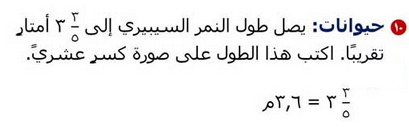 ١٠ حيوانات: يصل طول النمر السيبيري إلى ٣ ٣/٥ أمتارٍ
تقريبًا. اكتب هذا الطول على صورة كسرٍ عشريٍّ.
٣ ٣/٥ = ٣,٦م